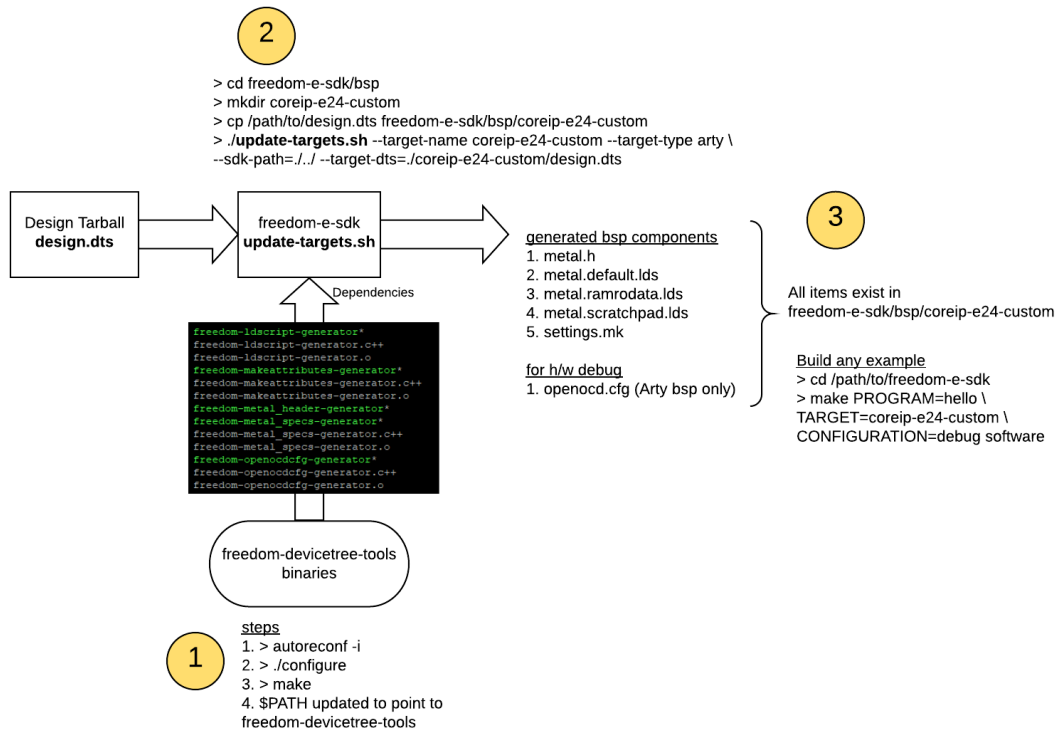 2
> cd freedom-e-sdk/bsp
> mkdir coreip-e24-custom
> cp /path/to/design.dts freedom-e-sdk/bsp/coreip-e24-custom
> ./update-targets.sh --target-name coreip-e24-custom --target-type arty \
--sdk-path=./../ --target-dts=./coreip-e24-custom/design.dts
Design Tarball
design.dts
freedom-e-sdk
update-targets.sh
Dependencies
freedom-ldscript-generator*
freedom-ldscript-generator.c++
freedom-ldscript-generator.o
freedom-makeattributes-generator*
freedom-makeattributes-generator.c++
freedom-makeattributes-generator.o
freedom-metal_header-generator*
freedom-metal_specs-generator*
freedom-metal_specs-generator.c++
freedom-metal_specs-generator.o
freedom-openocdcfg-generator*
freedom-openocdcfg-generator.c++
freedom-openocdcfg-generator.o
freedom-devicetree-tools
binaries
1
steps
1. > autoreconf -i
2. > ./configure
3. > make
4. $PATH updated to point to
freedom-devicetree-tools
generated bsp components
1. metal.h
2. metal.default.lds
3. metal.ramrodata.lds
4. metal.scratchpad.lds
5. settings.mk
for h/w debug
1. openocd.cfg (Arty bsp only)
3
All items exist in
freedom-e-sdk/bsp/coreip-e24-custom
Build any example
> cd /path/to/freedom-e-sdk
> make PROGRAM=hello \
TARGET=coreip-e24-custom \
CONFIGURATION=debug software